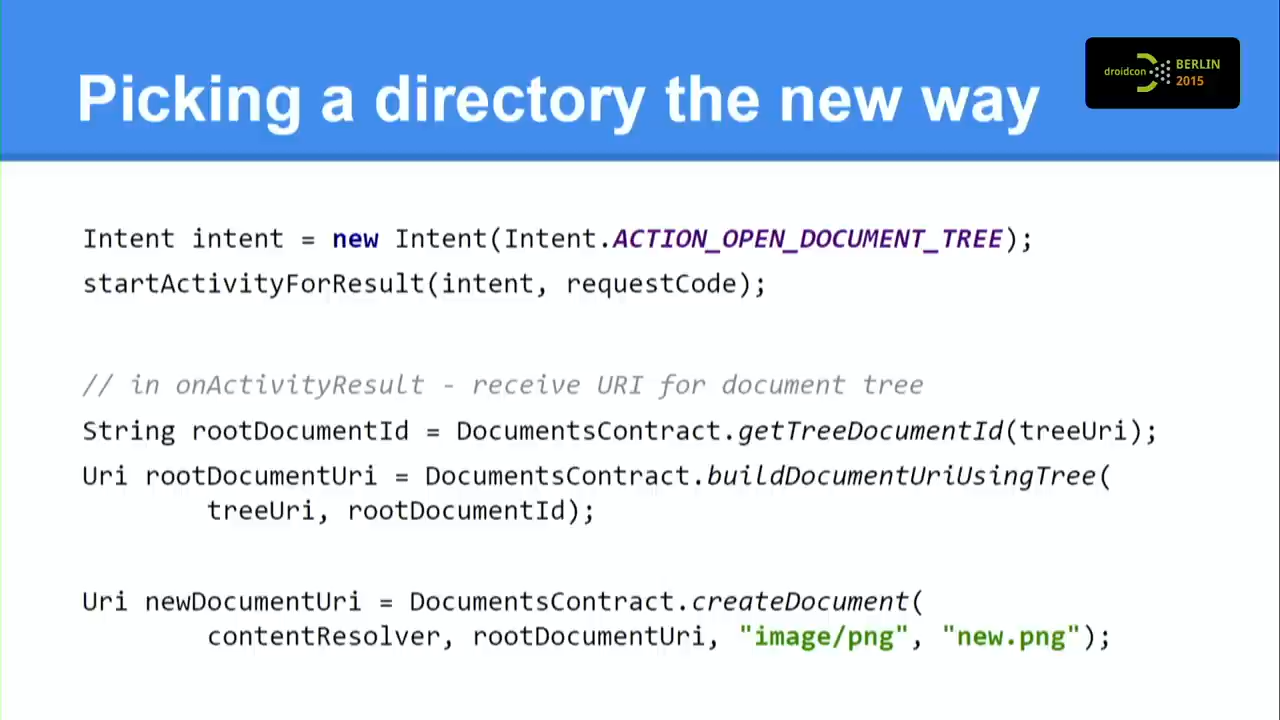 Picking a directory the new way
droidcon
BERLIN
2015
Intent intent = new Intent(Intent.ACTION_OPEN_DOCUMENT_TREE);
startActivityForResult(intent, requestCode);
// in onActivityResult - receive URI for document tree
String rootDocumentId = DocumentsContract.getTreeDocumentId(treeUri);
Uri rootDocumentUri = DocumentsContract.buildDocumentUriUsingTree(
treeUri, rootDocumentId);
Uri newDocumentUri = DocumentsContract.createDocument(
contentResolver, rootDocumentUri, "image/png", "new.png");